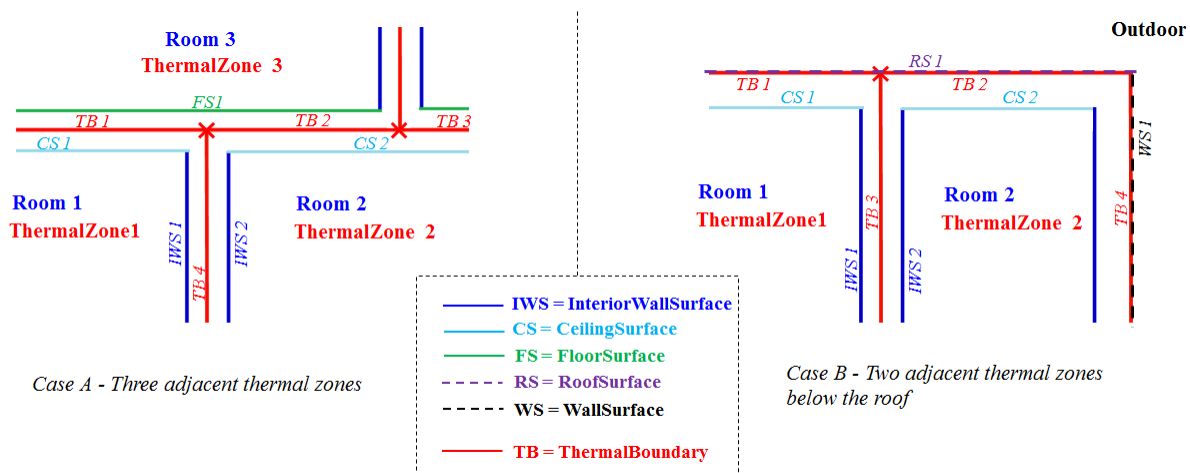 Room 3
ThermalZone 3
FS1
TB 1
TB 2
TB 3
CS 1
CS 2
Room 1
ThermalZone1
Room 2
ThermalZone 2
IWS 1
TB 4
IWS 2
Case A - Three adjacent thermal zones
Outdoor
RS 1
TB 1
TB 2
CS 1
CS 2
WS 1
Room 1
ThermalZone1
Room 2
ThermalZone 2
IWS 1
TB 3
IWS 2
TB 4
Case B - Two adjacent thermal zones
below the roof
IWS = InteriorWallSurface
CS = CeilingSurface
FS = FloorSurface
RS = RoofSurface
WS = WallSurface
TB = ThermalBoundary